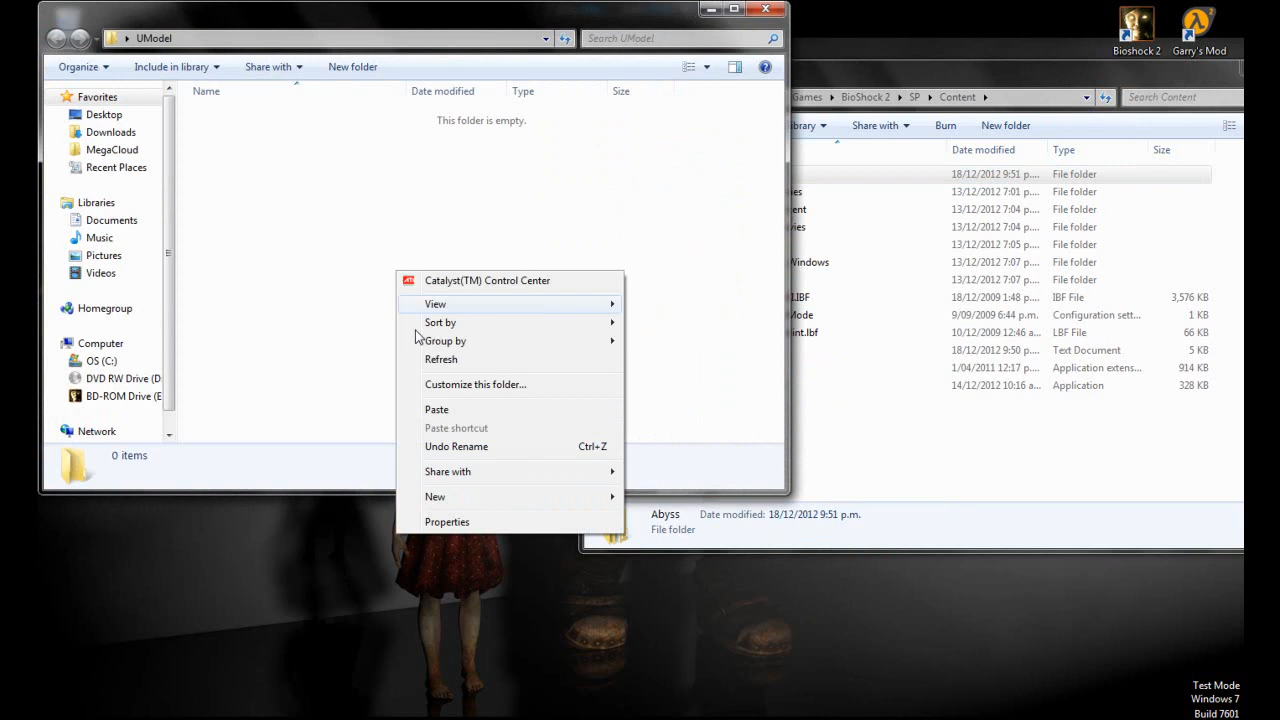 UModel
Search UModel
Organize
Include in library
Share with
New folder
Name
Date modified
Type
Size
This folder is empty.
Favorites
Desktop
Downloads
MegaCloud
Recent Places
Libraries
Documents
Music
Pictures
Videos
Homegroup
Computer
OS (C:)
DVD RW Drive (D:
BD-ROM Drive (E
Network
0 items
Catalyst(TM) Control Center
View
Sort by
Group by
Refresh
Customize this folder...
Paste
Paste shortcut
Undo Rename Ctrl+Z
Share with
New
Properties
Bioshock 2
Garry's Mod
Games BioShock 2 SP Content
Search Content
ibrary
Share with
Burn
New folder
Date modified
Type
Size
18/12/2012 9:51 p.... File folder
es 13/12/2012 7:01 p.... File folder
ent 13/12/2012 7:04 p.... File folder
vies 13/12/2012 7:04 p.... File folder
13/12/2012 7:05 p.... File folder
Windows 13/12/2012 7:07 p.... File folder
13/12/2012 7:07 p.... File folder
I.IBF 18/12/2009 1:48 p... IBF File 3,576 KB
Mode 9/09/2009 6:44 p.m. Configuration sett... 1 KB
int.lbf 10/12/2009 12:46 a... LBF File 66 KB
18/12/2012 9:50 p.... Text Document 5 KB
1/04/2011 12:17 p.... Application extens... 914 KB
14/12/2012 10:16 a... Application 328 KB
Abyss Date modified: 18/12/2012 9:51 p.m.
File folder
Test Mode
Windows 7
Build 7601